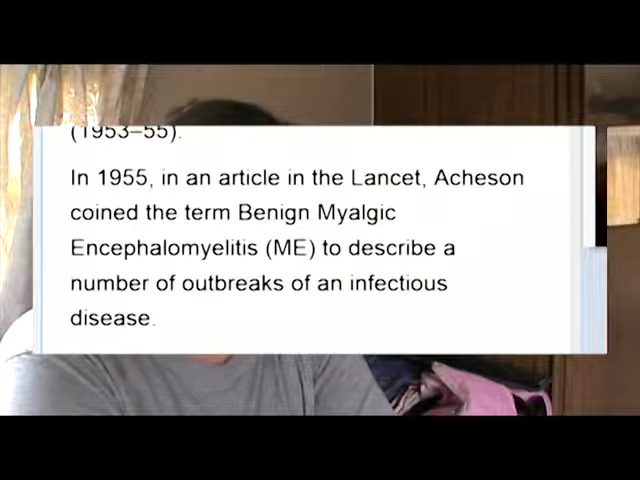 (1953–55).
In 1955, in an article in the Lancet, Acheson
coined the term Benign Myalgic
Encephalomyelitis (ME) to describe a
number of outbreaks of an infectious
disease.